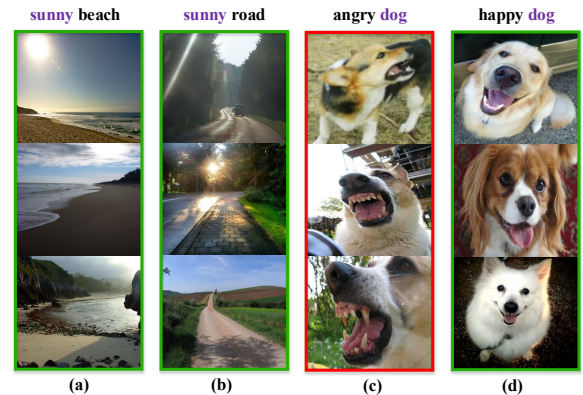 sunny beach
sunny road
angry dog
happy dog
(a)
(b)
(c)
(d)